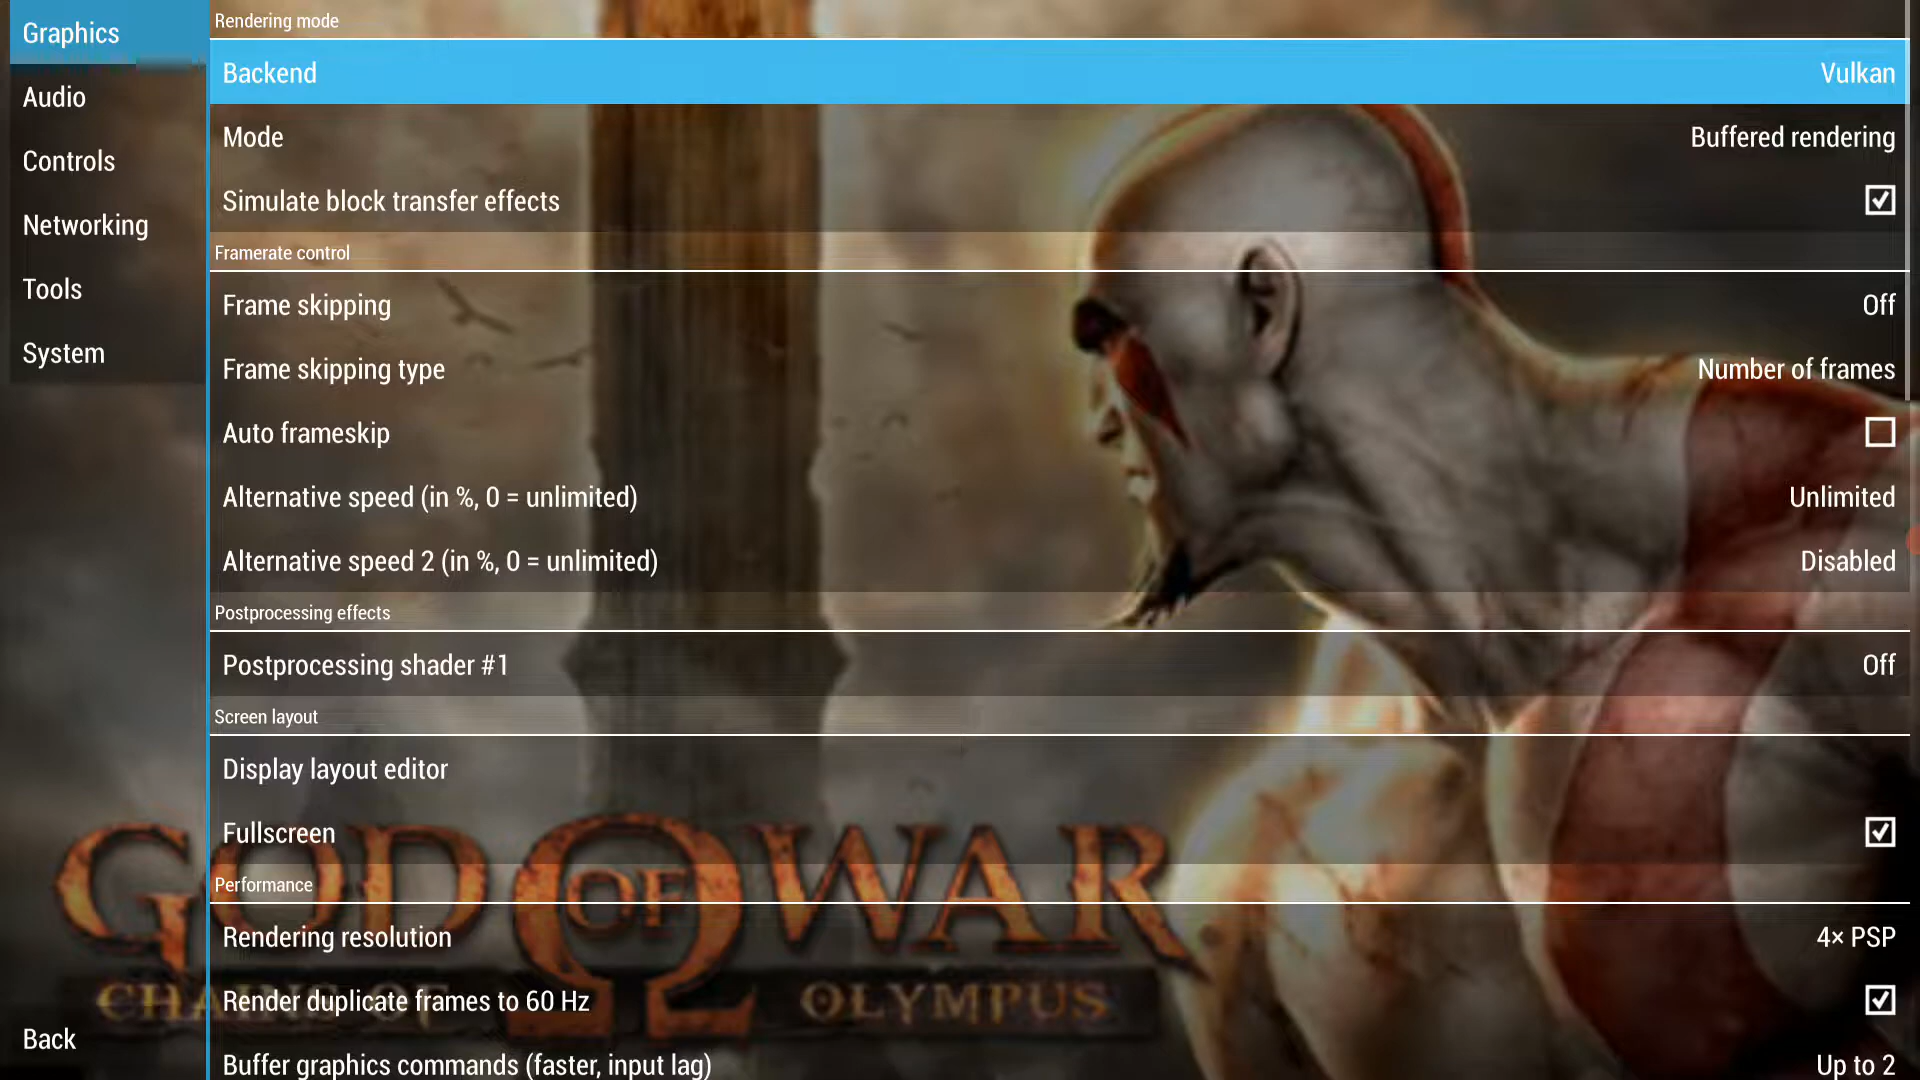 Graphics
Audio
Controls
Networking
Tools
System
Back
Rendering mode
Backend Vulkan
Mode Buffered rendering
Simulate block transfer effects
Framerate control
Frame skipping Off
Frame skipping type Number of frames
Auto frameskip
Alternative speed (in %, 0 = unlimited) Unlimited
Alternative speed 2 (in %, 0 = unlimited) Disabled
Postprocessing effects
Postprocessing shader #1 Off
Screen layout
Display layout editor
Fullscreen
Performance
Rendering resolution 4× PSP
Render duplicate frames to 60 Hz
Buffer graphics commands (faster, input lag) Up to 2
GOD OF WAR
CHAINS OF OLYMPUS